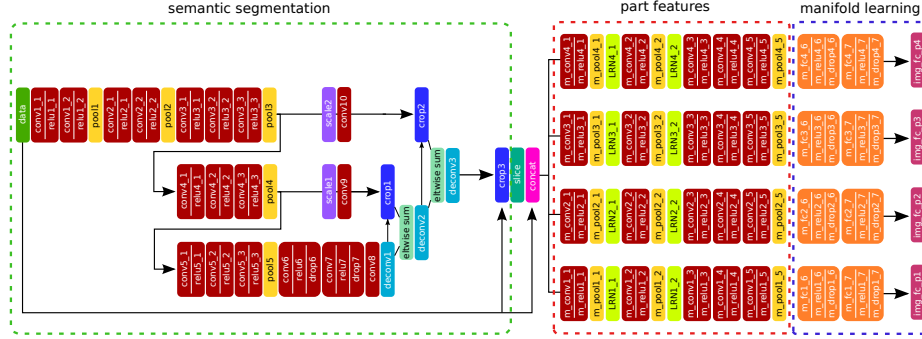 semantic segmentation
part features
manifold learning
data
conv1_1
relu1_1
conv1_2
relu1_2
pool1
conv2_1
relu2_1
conv2_2
relu2_2
pool2
conv3_1
relu3_1
conv3_2
relu3_2
conv3_3
relu3_3
pool3
scale2
conv10
crop2
conv4_1
relu4_1
conv4_2
relu4_2
conv4_3
relu4_3
pool4
scale1
conv9
crop1
eltwise sum
deconv3
crop3
slice
concat
conv5_1
relu5_1
conv5_2
relu5_2
conv5_3
relu5_3
pool5
conv6
relu6
drop6
conv7
relu7
drop7
conv8
deconv1
eltwise sum
deconv2
m_conv4_1
m_relu4_1
m_pool4_1
LRN4_1
m_conv4_2
m_relu4_2
m_pool4_2
LRN4_2
m_conv4_3
m_relu4_3
m_conv4_4
m_relu4_4
m_conv4_5
m_relu4_5
m_pool4_5
m_fc4_6
m_relu4_6
m_drop4_6
m_fc4_7
m_relu4_7
m_drop4_7
img_fc_p4
m_conv3_1
m_relu3_1
m_pool3_1
LRN3_1
m_conv3_2
m_relu3_2
m_pool3_2
LRN3_2
m_conv3_3
m_relu3_3
m_conv3_4
m_relu3_4
m_conv3_5
m_relu3_5
m_pool3_5
m_fc3_6
m_relu3_6
m_drop3_6
m_fc3_7
m_relu3_7
m_drop3_7
img_fc_p3
m_conv2_1
m_relu2_1
m_pool2_1
LRN2_1
m_conv2_2
m_relu2_2
m_pool2_2
LRN2_2
m_conv2_3
m_relu2_3
m_conv2_4
m_relu2_4
m_conv2_5
m_relu2_5
m_pool2_5
m_fc2_6
m_relu2_6
m_drop2_6
m_fc2_7
m_relu2_7
m_drop2_7
img_fc_p2
m_conv1_1
m_relu1_1
m_pool1_1
LRN1_1
m_conv1_2
m_relu1_2
m_pool1_2
LRN1_2
m_conv1_3
m_relu1_3
m_conv1_4
m_relu1_4
m_conv1_5
m_relu1_5
m_pool1_5
m_fc1_6
m_relu1_6
m_drop1_6
m_fc1_7
m_relu1_7
m_drop1_7
img_fc_p1